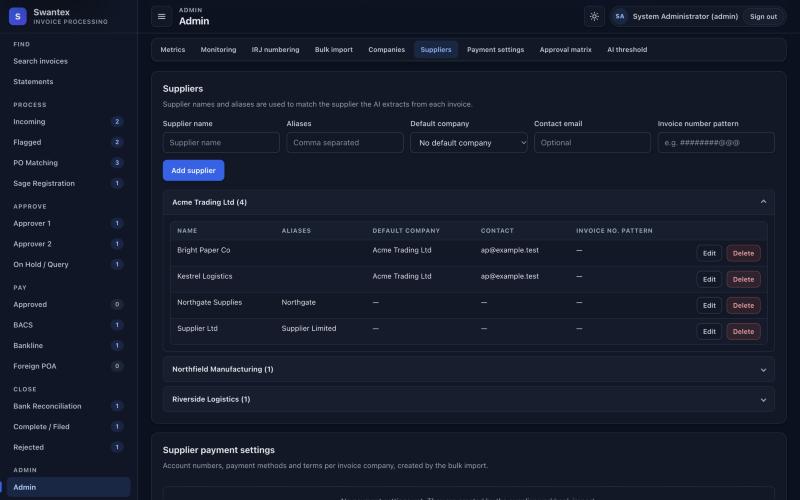 S
Swantex
INVOICE PROCESSING
FIND
Search invoices
Statements
PROCESS
Incoming 2
Flagged 2
PO Matching 3
Sage Registration 1
APPROVE
Approver 1 1
Approver 2 1
On Hold / Query 1
PAY
Approved 0
BACS 1
Bankline 1
Foreign POA 0
CLOSE
Bank Reconciliation 1
Complete / Filed 1
Rejected 1
ADMIN
Admin
ADMIN
Admin
SA System Administrator (admin) Sign out
Metrics Monitoring IRJ numbering Bulk import Companies Suppliers Payment settings Approval matrix AI threshold
Suppliers
Supplier names and aliases are used to match the supplier the AI extracts from each invoice.
Supplier name Aliases Default company Contact email Invoice number pattern
Supplier name Comma separated No default company Optional e.g. ########@@@
Add supplier
Acme Trading Ltd (4)
NAME ALIASES DEFAULT COMPANY CONTACT INVOICE NO. PATTERN
Bright Paper Co Acme Trading Ltd ap@example.test — Edit Delete
Kestrel Logistics Acme Trading Ltd ap@example.test — Edit Delete
Northgate Supplies Northgate — — — Edit Delete
Supplier Ltd Supplier Limited — — — Edit Delete
Northfield Manufacturing (1)
Riverside Logistics (1)
Supplier payment settings
Account numbers, payment methods and terms per invoice company, created by the bulk import.